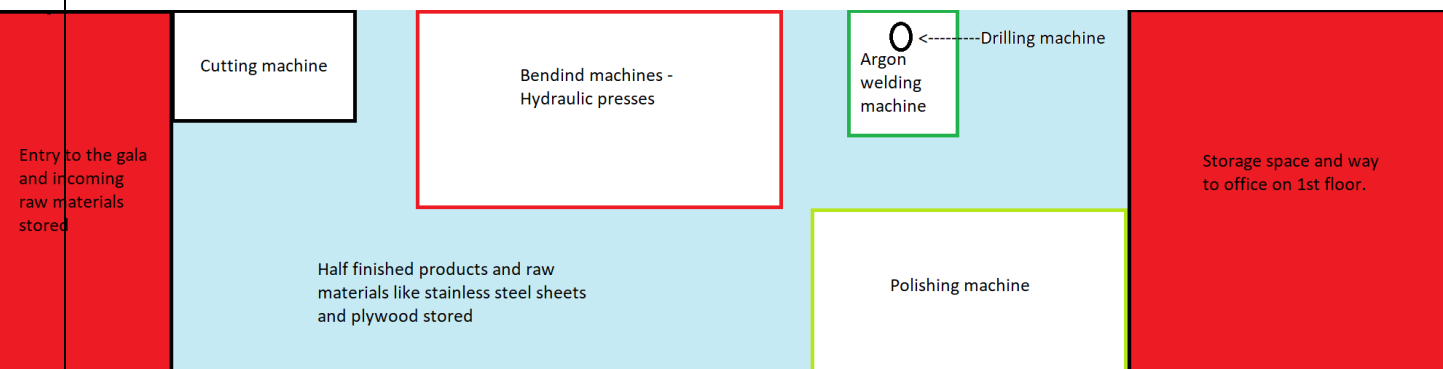 Cutting machine
Bendind machines -
Hydraulic presses
<---------Drilling machine
Argon
welding
machine
Entry to the gala
and incoming
raw materials
stored
Storage space and way
to office on 1st floor.
Half finished products and raw
materials like stainless steel sheets
and plywood stored
Polishing machine